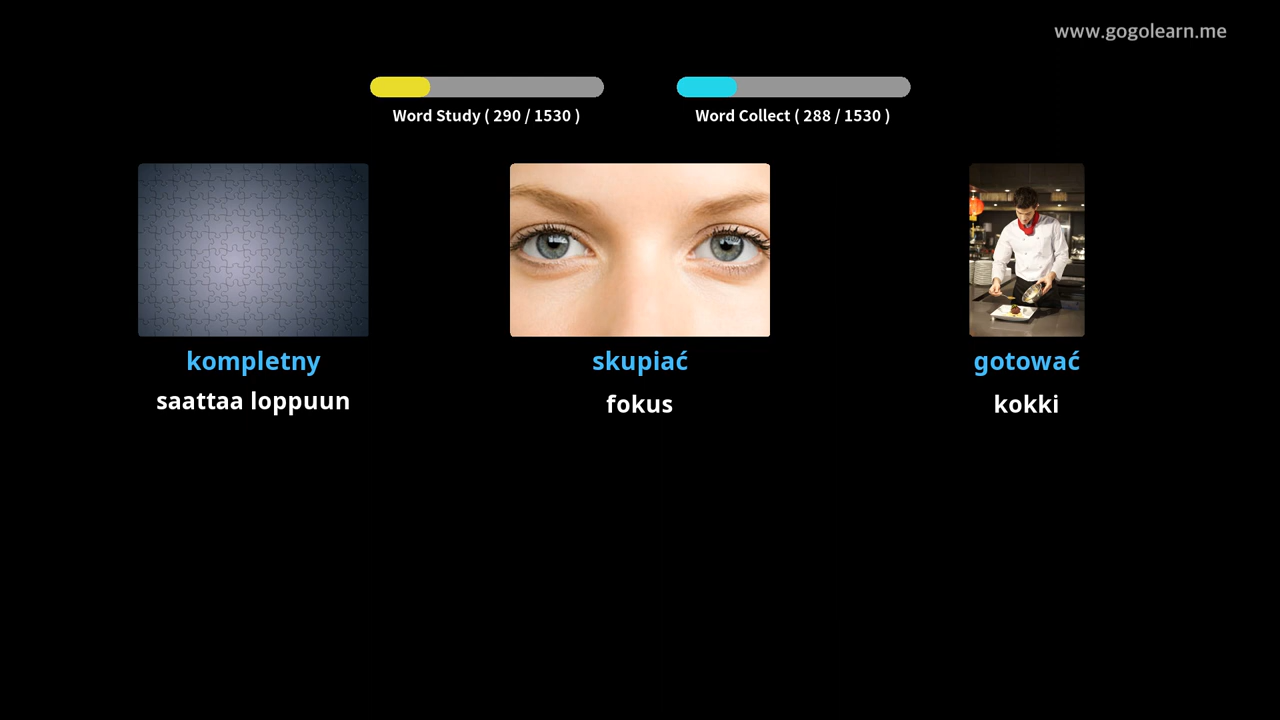 www.gogolearn.me
Word Study ( 290 / 1530 )
Word Collect ( 288 / 1530 )
kompletny
saattaa loppuun
skupiać
fokus
gotować
kokki